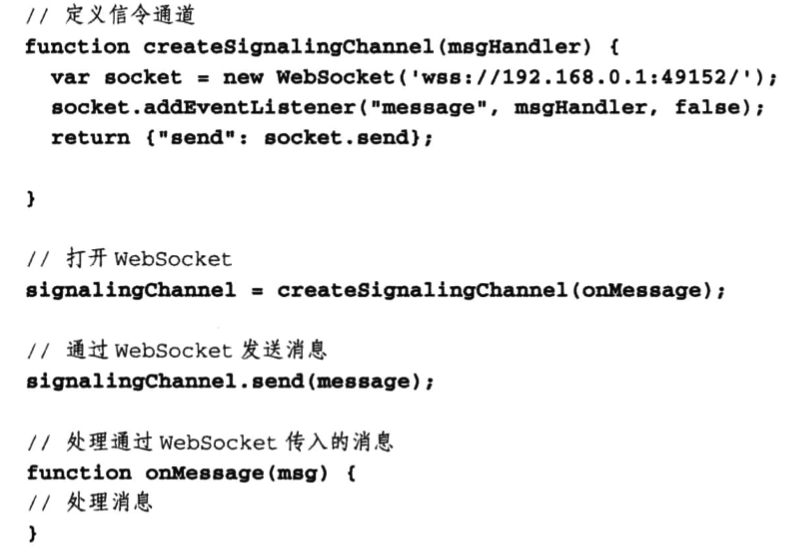 // 定义信令通道
function createSignalingChannel(msgHandler) {
  var socket = new WebSocket('wss://192.168.0.1:49152/');
  socket.addEventListener("message", msgHandler, false);
  return {"send": socket.send};
}
// 打开 WebSocket
signalingChannel = createSignalingChannel(onMessage);
// 通过 WebSocket 发送消息
signalingChannel.send(message);
// 处理通过 WebSocket 传入的消息
function onMessage(msg) {
// 处理消息
}